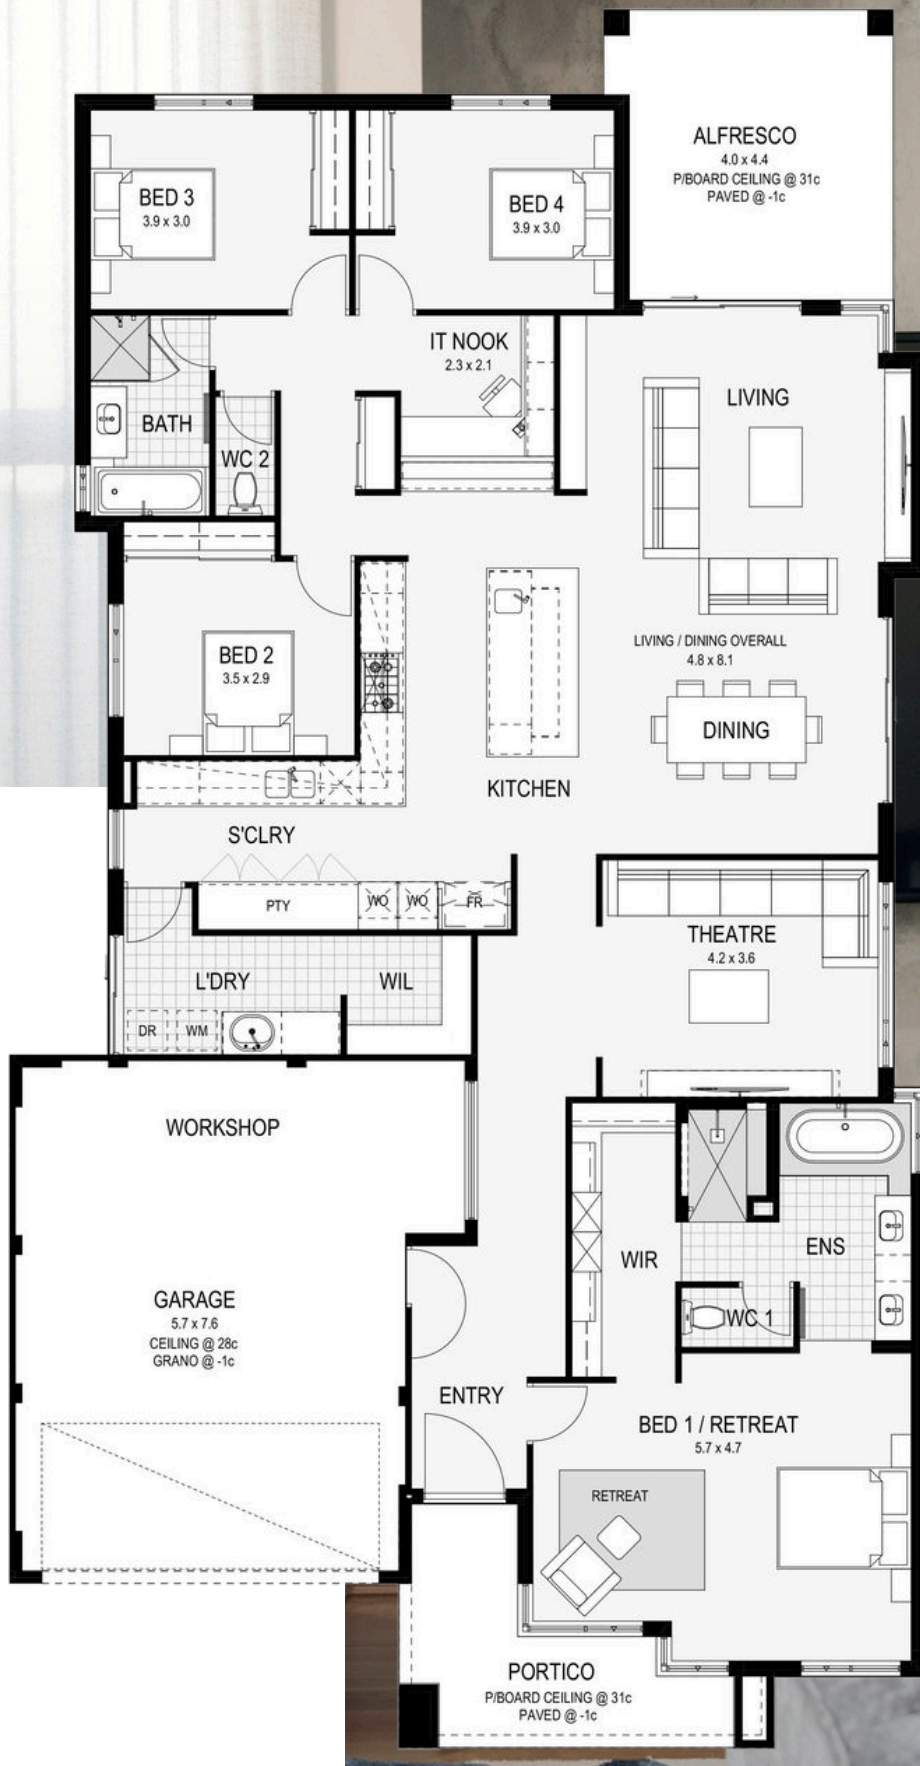 ALFRESCO
4.0 x 4.4
P/BOARD CEILING @ 31c
PAVED @ -1c
BED 3
3.9 x 3.0
BED 4
3.9 x 3.0
IT NOOK
2.3 x 2.1
LIVING
BATH
WC 2
LIVING / DINING OVERALL
4.8 x 8.1
BED 2
3.5 x 2.9
DINING
KITCHEN
S'CLRY
PTY
WO
WO
FR
THEATRE
4.2 x 3.6
L'DRY
WIL
DR
WM
WORKSHOP
WIR
ENS
WC 1
GARAGE
5.7 x 7.6
CEILING @ 28c
GRANO @ -1c
ENTRY
BED 1 / RETREAT
5.7 x 4.7
RETREAT
PORTICO
P/BOARD CEILING @ 31c
PAVED @ -1c